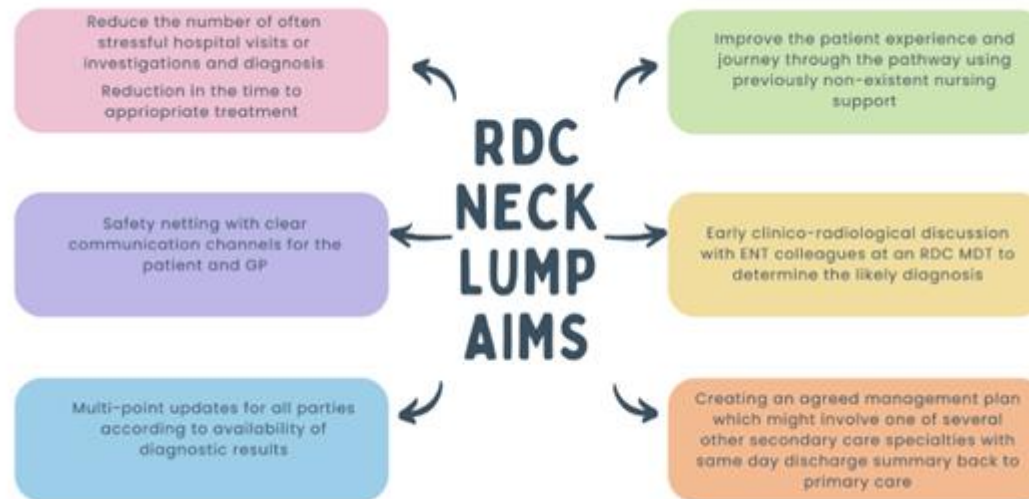 Reduce the number of often
stressful hospital visits or
investigations and diagnosis
Reduction in the time to
appriopriate treatment
Improve the patient experience and
journey through the pathway using
previously non-existent nursing
support
RDC
NECK
LUMP
AIMS
Safety netting with clear
communication channels for the
patient and GP
Early clinico-radiological discussion
with ENT colleagues at an RDC MDT to
determine the likely diagnosis
Multi-point updates for all parties
according to availability of
diagnostic results
Creating an agreed management plan
which might involve one of several
other secondary care specialties with
same day discharge summary back to
primary care